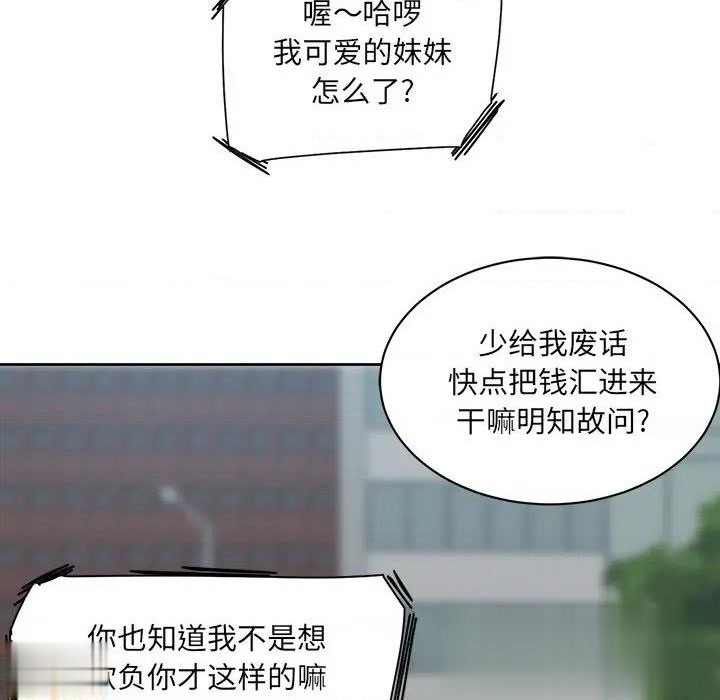 喔～哈啰
我可爱的妹妹
怎么了?
少给我废话
快点把钱汇进来
干嘛明知故问?
你也知道我不是想
欺负你才这样的嘛